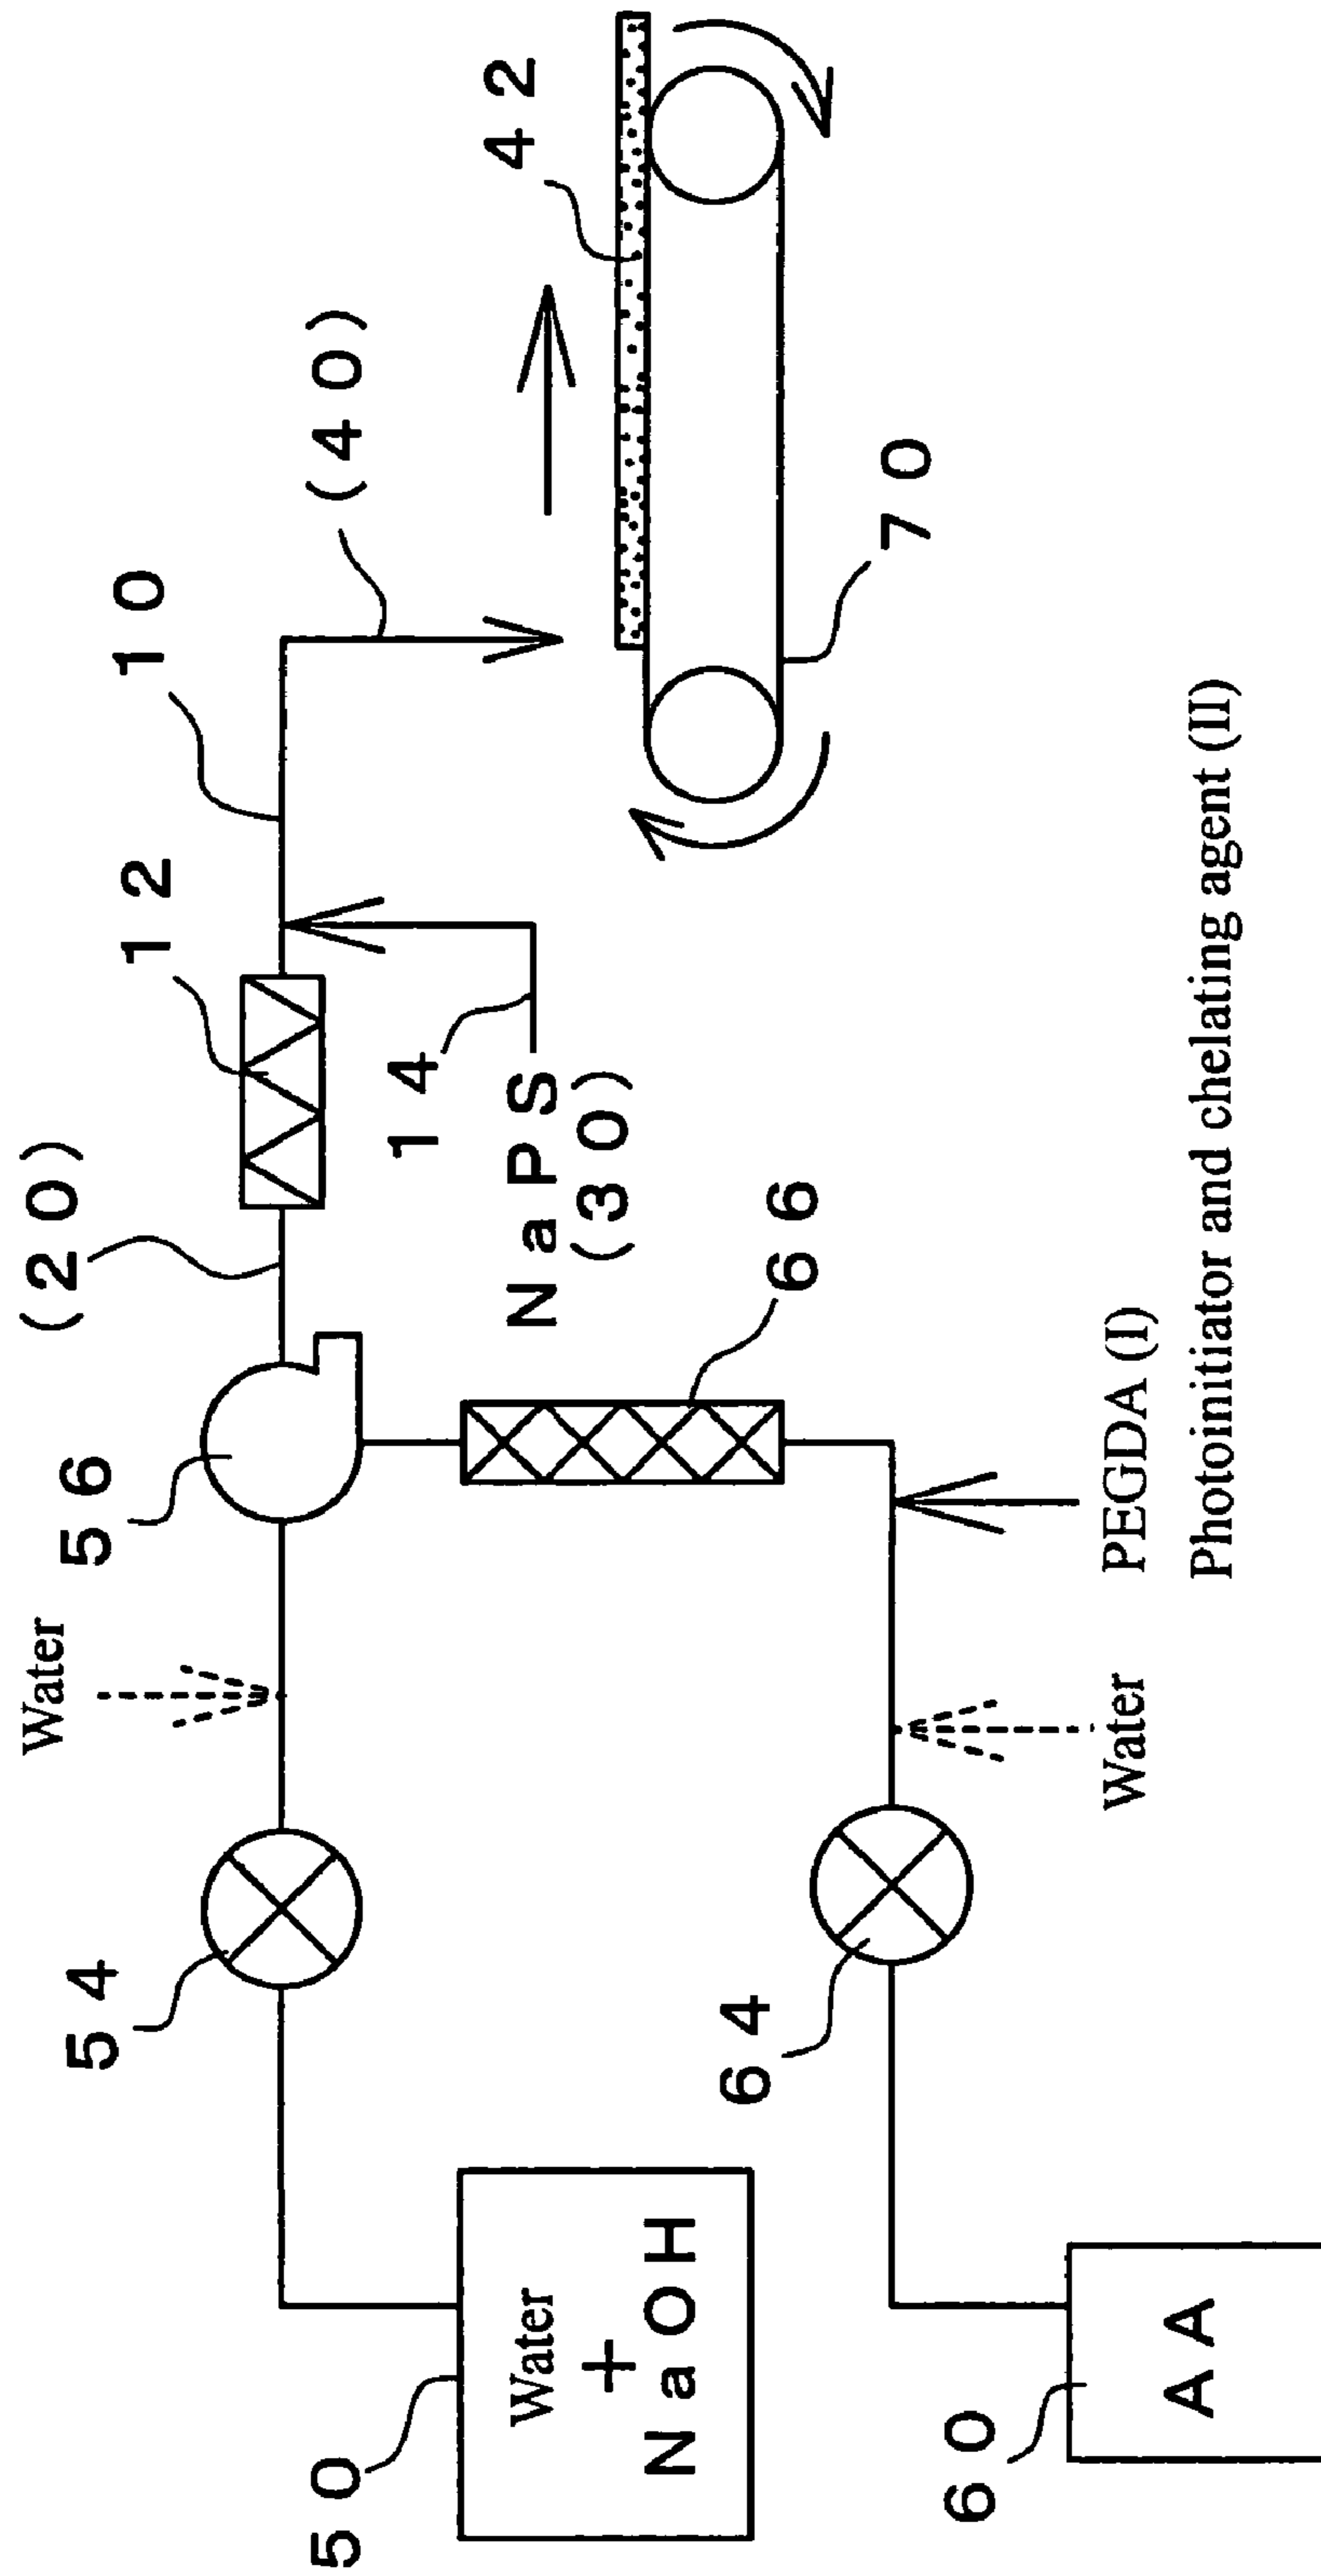 (20)
12
10
(40)
42
Water
56
54
14
NaPS
(30)
66
70
50
Water
+
NaOH
64
Water
PEGDA (I)
Photoinitiator and chelating agent (II)
60
AA